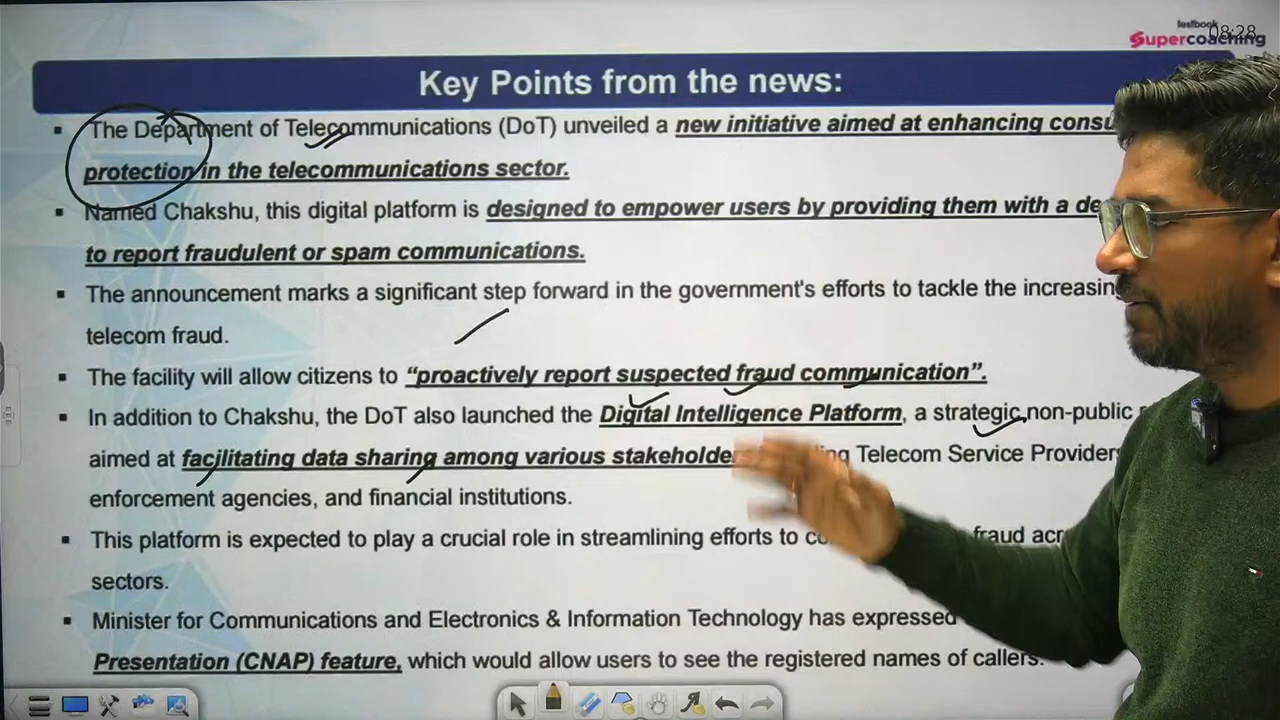 testbook
Supercoaching
08:28
Key Points from the news:
The Department of Telecommunications (DoT) unveiled a new initiative aimed at enhancing consu
protection in the telecommunications sector.
Named Chakshu, this digital platform is designed to empower users by providing them with a de
to report fraudulent or spam communications.
The announcement marks a significant step forward in the government's efforts to tackle the increasin
telecom fraud.
The facility will allow citizens to “proactively report suspected fraud communication”.
In addition to Chakshu, the DoT also launched the Digital Intelligence Platform, a strategic non-public
aimed at facilitating data sharing among various stakeholder Telecom Service Providers
enforcement agencies, and financial institutions.
This platform is expected to play a crucial role in streamlining efforts to fraud acr
sectors.
Minister for Communications and Electronics & Information Technology has expressed
Presentation (CNAP) feature, which would allow users to see the registered names of callers.